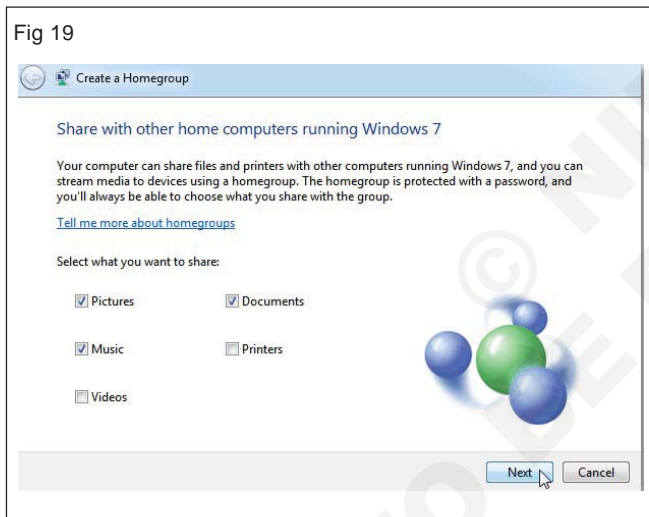 Fig 19
Create a Homegroup
Share with other home computers running Windows 7
Your computer can share files and printers with other computers running Windows 7, and you can
stream media to devices using a homegroup. The homegroup is protected with a password, and
you'll always be able to choose what you share with the group.
Tell me more about homegroups
Select what you want to share:
Pictures Documents
Music Printers
Videos
Next Cancel
© N
TO BE